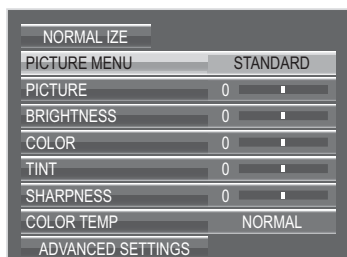 NORMAL IZE
PICTURE MENU STANDARD
PICTURE 0
BRIGHTNESS 0
COLOR 0
TINT 0
SHARPNESS 0
COLOR TEMP NORMAL
ADVANCED SETTINGS